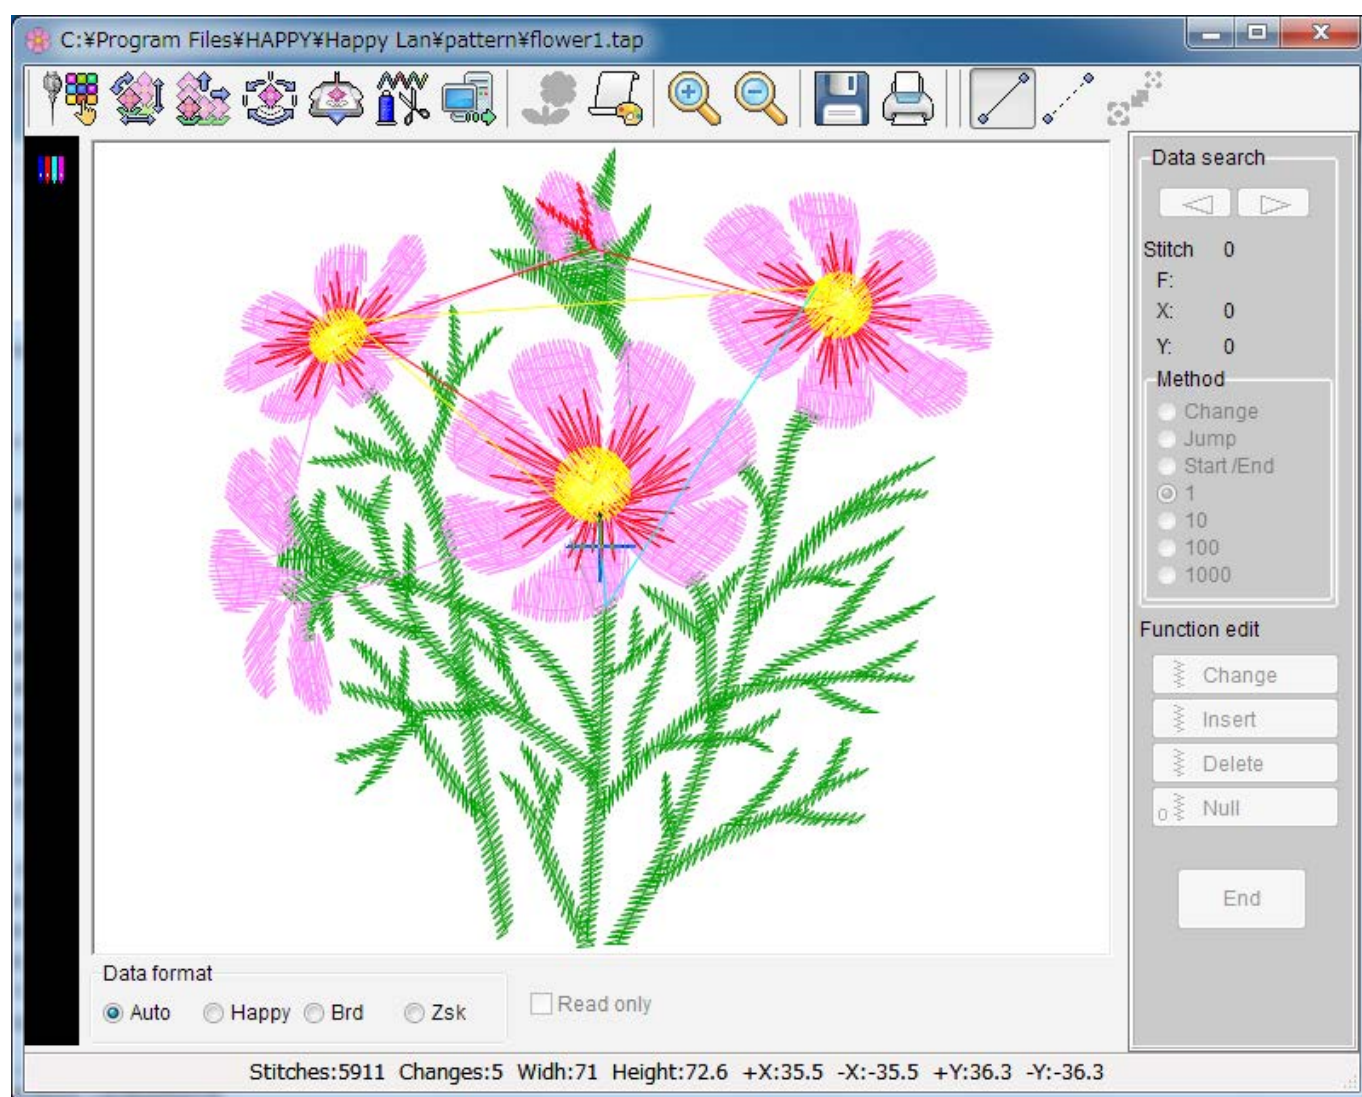 C:¥Program Files¥HAPPY¥Happy Lan¥pattern¥flower1.tap
Data search
Stitch 0
F:
X: 0
Y: 0
Method
Change
Jump
Start/End
1
10
100
1000
Function edit
Change
Insert
Delete
0 Null
End
Data format
Auto Happy Brd Zsk
Read only
Stitches:5911 Changes:5 Widh:71 Height:72.6 +X:35.5 -X:-35.5 +Y:36.3 -Y:-36.3